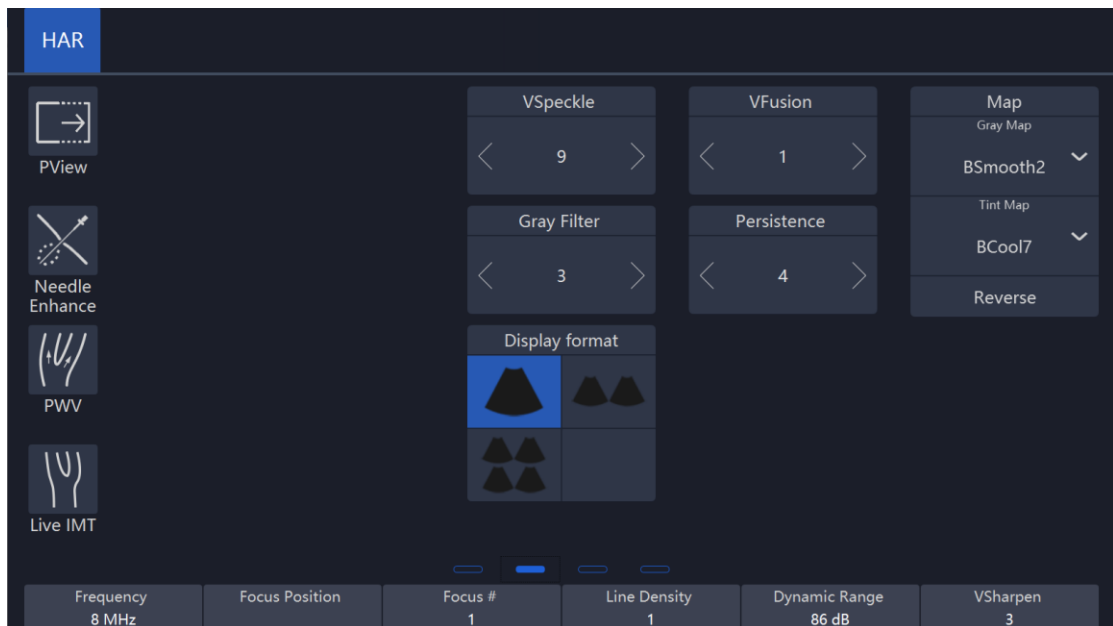 HAR
PView
Needle
Enhance
PWV
Live IMT
VSpeckle
9
VFusion
1
Map
Gray Map
BSmooth2
Tint Map
BCool7
Reverse
Gray Filter
3
Persistence
4
Display format
Frequency
8 MHz
Focus Position
Focus #
1
Line Density
1
Dynamic Range
86 dB
VSharpen
3